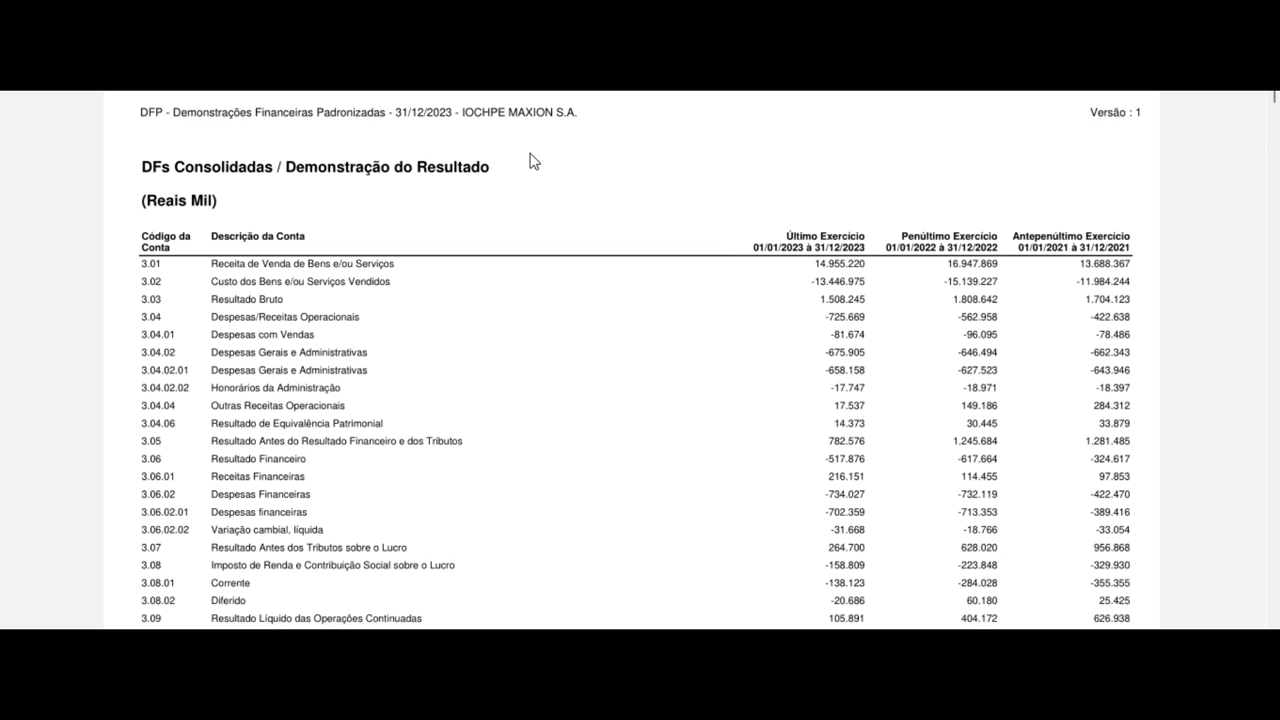 DFP - Demonstrações Financeiras Padronizadas - 31/12/2023 - IOCHPE MAXION S.A. Versão : 1
DFs Consolidadas / Demonstração do Resultado
(Reais Mil)
Código da Conta Descrição da Conta Último Exercício 01/01/2023 à 31/12/2023 Penúltimo Exercício 01/01/2022 à 31/12/2022 Antepenúltimo Exercício 01/01/2021 à 31/12/2021
3.01 Receita de Venda de Bens e/ou Serviços 14.955.220 16.947.869 13.688.367
3.02 Custo dos Bens e/ou Serviços Vendidos -13.446.975 -15.139.227 -11.984.244
3.03 Resultado Bruto 1.508.245 1.808.642 1.704.123
3.04 Despesas/Receitas Operacionais -725.669 -562.958 -422.638
3.04.01 Despesas com Vendas -81.674 -96.095 -78.486
3.04.02 Despesas Gerais e Administrativas -675.905 -646.494 -662.343
3.04.02.01 Despesas Gerais e Administrativas -658.158 -627.523 -643.946
3.04.02.02 Honorários da Administração -17.747 -18.971 -18.397
3.04.04 Outras Receitas Operacionais 17.537 149.186 284.312
3.04.06 Resultado de Equivalência Patrimonial 14.373 30.445 33.879
3.05 Resultado Antes do Resultado Financeiro e dos Tributos 782.576 1.245.684 1.281.485
3.06 Resultado Financeiro -517.876 -617.664 -324.617
3.06.01 Receitas Financeiras 216.151 114.455 97.853
3.06.02 Despesas Financeiras -734.027 -732.119 -422.470
3.06.02.01 Despesas financeiras -702.359 -713.353 -389.416
3.06.02.02 Variação cambial, líquida -31.668 -18.766 -33.054
3.07 Resultado Antes dos Tributos sobre o Lucro 264.700 628.020 956.868
3.08 Imposto de Renda e Contribuição Social sobre o Lucro -158.809 -223.848 -329.930
3.08.01 Corrente -138.123 -284.028 -355.355
3.08.02 Diferido -20.686 60.180 25.425
3.09 Resultado Líquido das Operações Continuadas 105.891 404.172 626.938